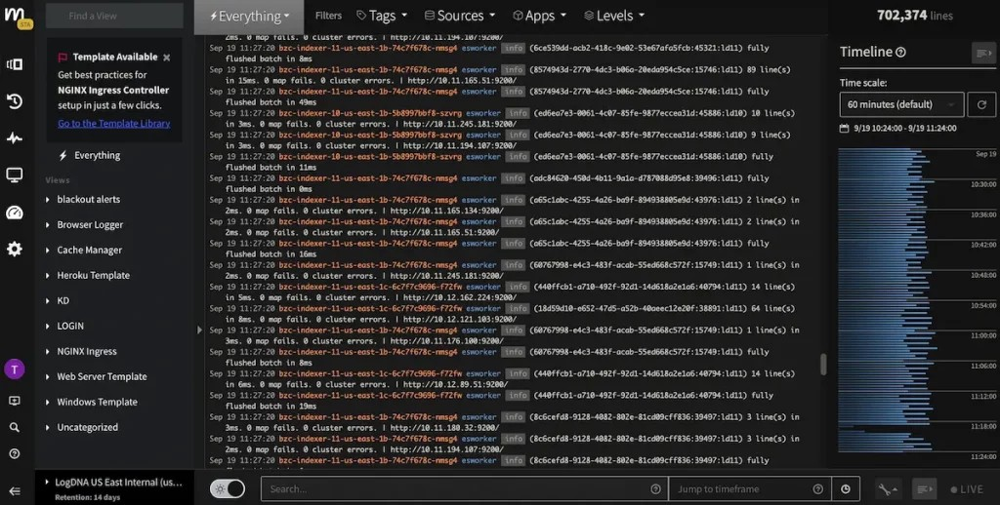 m
STG
Find a View
Template Available
Get best practices for
NGINX Ingress Controller
setup in just a few clicks.
Go to the Template Library
Everything
Views
blackout alerts
Browser Logger
Cache Manager
Heroku Template
KD
LOGIN
NGINX Ingress
Web Server Template
Windows Template
Uncategorized
T
LogDNA US East Internal (us...
Retention: 14 days
Everything
Filters
Tags
Sources
Apps
Levels
702,374 lines
in 2ms. 0 map fails. 0 cluster errors. | http://10.11.194.107:9200/
Sep 19 11:27:20 bzc-indexer-11-us-east-1b-74c7f678c-nmsg4 esworker info (6ce539dd-acb2-418c-9e02-53e67afa5fcb:45321:ld11) fully
flushed batch in 8ms
Sep 19 11:27:20 bzc-indexer-11-us-east-1b-74c7f678c-nmsg4 esworker info (8574943d-2770-4dc3-b06a-20eda954c5ce:15746:ld11) 89 line(s)
in 15ms. 0 map fails. 0 cluster errors. | http://10.11.165.51:9200/
Sep 19 11:27:20 bzc-indexer-11-us-east-1b-74c7f678c-nmsg4 esworker info (8574943d-2770-4dc3-b06a-20eda954c5ce:15746:ld11) fully
flushed batch in 49ms
Sep 19 11:27:20 bzc-indexer-10-us-east-1b-5b8997bbf8-szvrg esworker info (ed6ea7e3-0061-4c07-85fe-9877eccea31d:45886:ld10) 10 line(s)
in 3ms. 0 map fails. 0 cluster errors. | http://10.11.245.181:9200/
Sep 19 11:27:20 bzc-indexer-10-us-east-1b-5b8997bbf8-szvrg esworker info (ed6ea7e3-0061-4c07-85fe-9877eccea31d:45886:ld10) 9 line(s)
in 3ms. 0 map fails. 0 cluster errors. | http://10.11.194.107:9200/
Sep 19 11:27:20 bzc-indexer-10-us-east-1b-5b8997bbf8-szvrg esworker info (ed6ea7e3-0061-4c07-85fe-9877eccea31d:45886:ld10) fully
flushed batch in 11ms
Sep 19 11:27:20 bzc-indexer-11-us-east-1b-74c7f678c-nmsg4 esworker info (adc84620-450d-4b11-9a1a-d787088d95e8:39496:ld11) fully
flushed batch in 0ms
Sep 19 11:27:20 bzc-indexer-11-us-east-1b-74c7f678c-nmsg4 esworker info (a65c1abc-4255-4a26-ba9f-894938805e9d:43976:ld11) 2 line(s) in
2ms. 0 map fails. 0 cluster errors. | http://10.11.165.134:9200/
Sep 19 11:27:20 bzc-indexer-11-us-east-1b-74c7f678c-nmsg4 esworker info (a65c1abc-4255-4a26-ba9f-894938805e9d:43976:ld11) 2 line(s) in
2ms. 0 map fails. 0 cluster errors. | http://10.11.165.51:9200/
Sep 19 11:27:20 bzc-indexer-11-us-east-1b-74c7f678c-nmsg4 esworker info (a65c1abc-4255-4a26-ba9f-894938805e9d:43976:ld11) fully
flushed batch in 16ms
Sep 19 11:27:20 bzc-indexer-11-us-east-1b-74c7f678c-nmsg4 esworker info (60767998-e4c3-483f-acab-55ed668c572f:15749:ld11) 1 line(s) in
2ms. 0 map fails. 0 cluster errors. | http://10.11.245.181:9200/
Sep 19 11:27:20 bzc-indexer-11-us-east-1c-6c7f7c9696-f72fw esworker info (440ffcb1-a710-492f-92d1-14d618a2e1a6:40794:ld11) 14 line(s)
in 5ms. 0 map fails. 0 cluster errors. | http://10.12.162.224:9200/
Sep 19 11:27:20 bzc-indexer-11-us-east-1c-6c7f7c9696-f72fw esworker info (18d59d10-e652-47d5-a52b-40aeec12e20f:38891:ld11) 64 line(s)
in 8ms. 0 map fails. 0 cluster errors. | http://10.12.121.103:9200/
Sep 19 11:27:20 bzc-indexer-11-us-east-1b-74c7f678c-nmsg4 esworker info (60767998-e4c3-483f-acab-55ed668c572f:15749:ld11) 1 line(s) in
3ms. 0 map fails. 0 cluster errors. | http://10.11.176.100:9200/
Sep 19 11:27:20 bzc-indexer-11-us-east-1b-74c7f678c-nmsg4 esworker info (60767998-e4c3-483f-acab-55ed668c572f:15749:ld11) fully
flushed batch in 8ms
Sep 19 11:27:20 bzc-indexer-11-us-east-1c-6c7f7c9696-f72fw esworker info (440ffcb1-a710-492f-92d1-14d618a2e1a6:40794:ld11) 14 line(s)
in 6ms. 0 map fails. 0 cluster errors. | http://10.12.89.51:9200/
Sep 19 11:27:20 bzc-indexer-11-us-east-1c-6c7f7c9696-f72fw esworker info (440ffcb1-a710-492f-92d1-14d618a2e1a6:40794:ld11) fully
flushed batch in 19ms
Sep 19 11:27:20 bzc-indexer-11-us-east-1b-74c7f678c-nmsg4 esworker info (8c6cefd8-9128-4082-802e-81cd09cff836:39497:ld11) 3 line(s) in
3ms. 0 map fails. 0 cluster errors. | http://10.11.180.32:9200/
Sep 19 11:27:20 bzc-indexer-11-us-east-1b-74c7f678c-nmsg4 esworker info (8c6cefd8-9128-4082-802e-81cd09cff836:39497:ld11) 3 line(s) in
2ms. 0 map fails. 0 cluster errors. | http://10.11.194.107:9200/
Sep 19 11:27:20 bzc-indexer-11-us-east-1b-74c7f678c-nmsg4 esworker info (8c6cefd8-9128-4082-802e-81cd09cff836:39497:ld11) fully
Search...
Jump to timeframe
LIVE
Timeline
Time scale:
60 minutes (default)
9/19 10:24:00 - 9/19 11:24:00
Sep 19
10:30:00
10:36:00
10:42:00
10:48:00
10:54:00
11:00:00
11:06:00
11:12:00
11:18:00
11:24:00